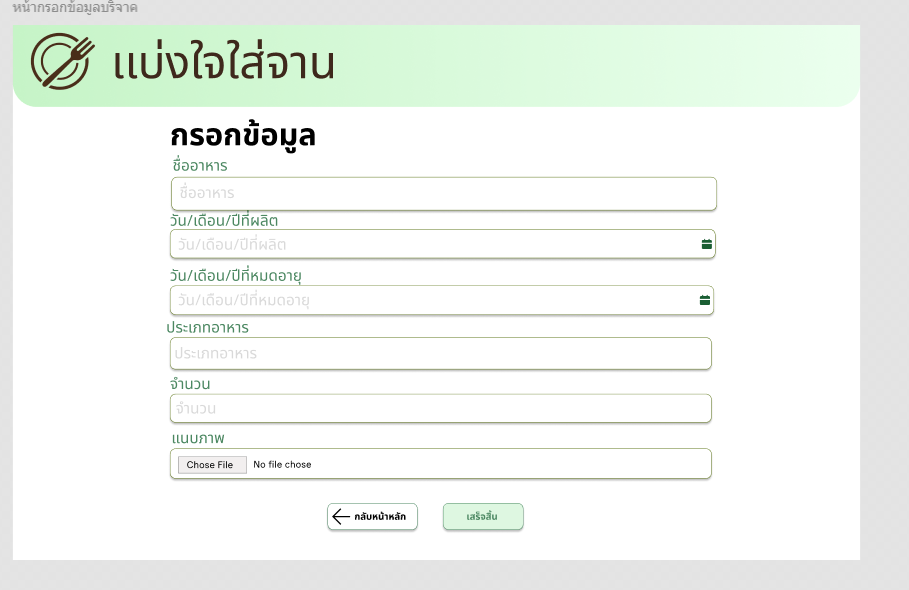 หน้ากรอกข้อมูลบริจาค
แบ่งใจใส่จาน
กรอกข้อมูล
ชื่ออาหาร
ชื่ออาหาร
วัน/เดือน/ปีที่ผลิต
วัน/เดือน/ปีที่ผลิต
วัน/เดือน/ปีที่หมดอายุ
วัน/เดือน/ปีที่หมดอายุ
ประเภทอาหาร
ประเภทอาหาร
จำนวน
จำนวน
แนบภาพ
Chose File No file chose
กลับหน้าหลัก เสร็จสิ้น